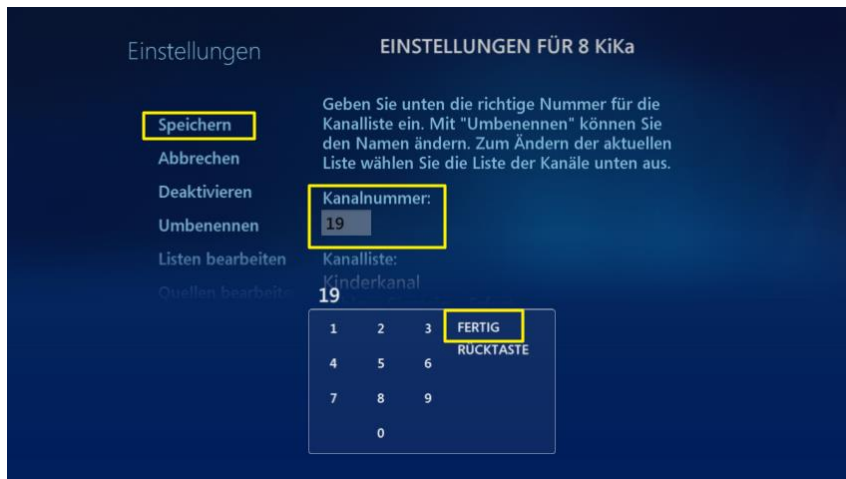 Einstellungen
EINSTELLUNGEN FÜR 8 KiKa
Speichern
Abbrechen
Deaktivieren
Umbenennen
Listen bearbeiten
Quellen bearbeite
Geben Sie unten die richtige Nummer für die
Kanalliste ein. Mit "Umbenennen" können Sie
den Namen ändern. Zum Ändern der aktuellen
Liste wählen Sie die Liste der Kanäle unten aus.
Kanalnummer:
19
Kanalliste:
Kinderkanal
19
1 2 3 FERTIG
RÜCKTASTE
4 5 6
7 8 9
0